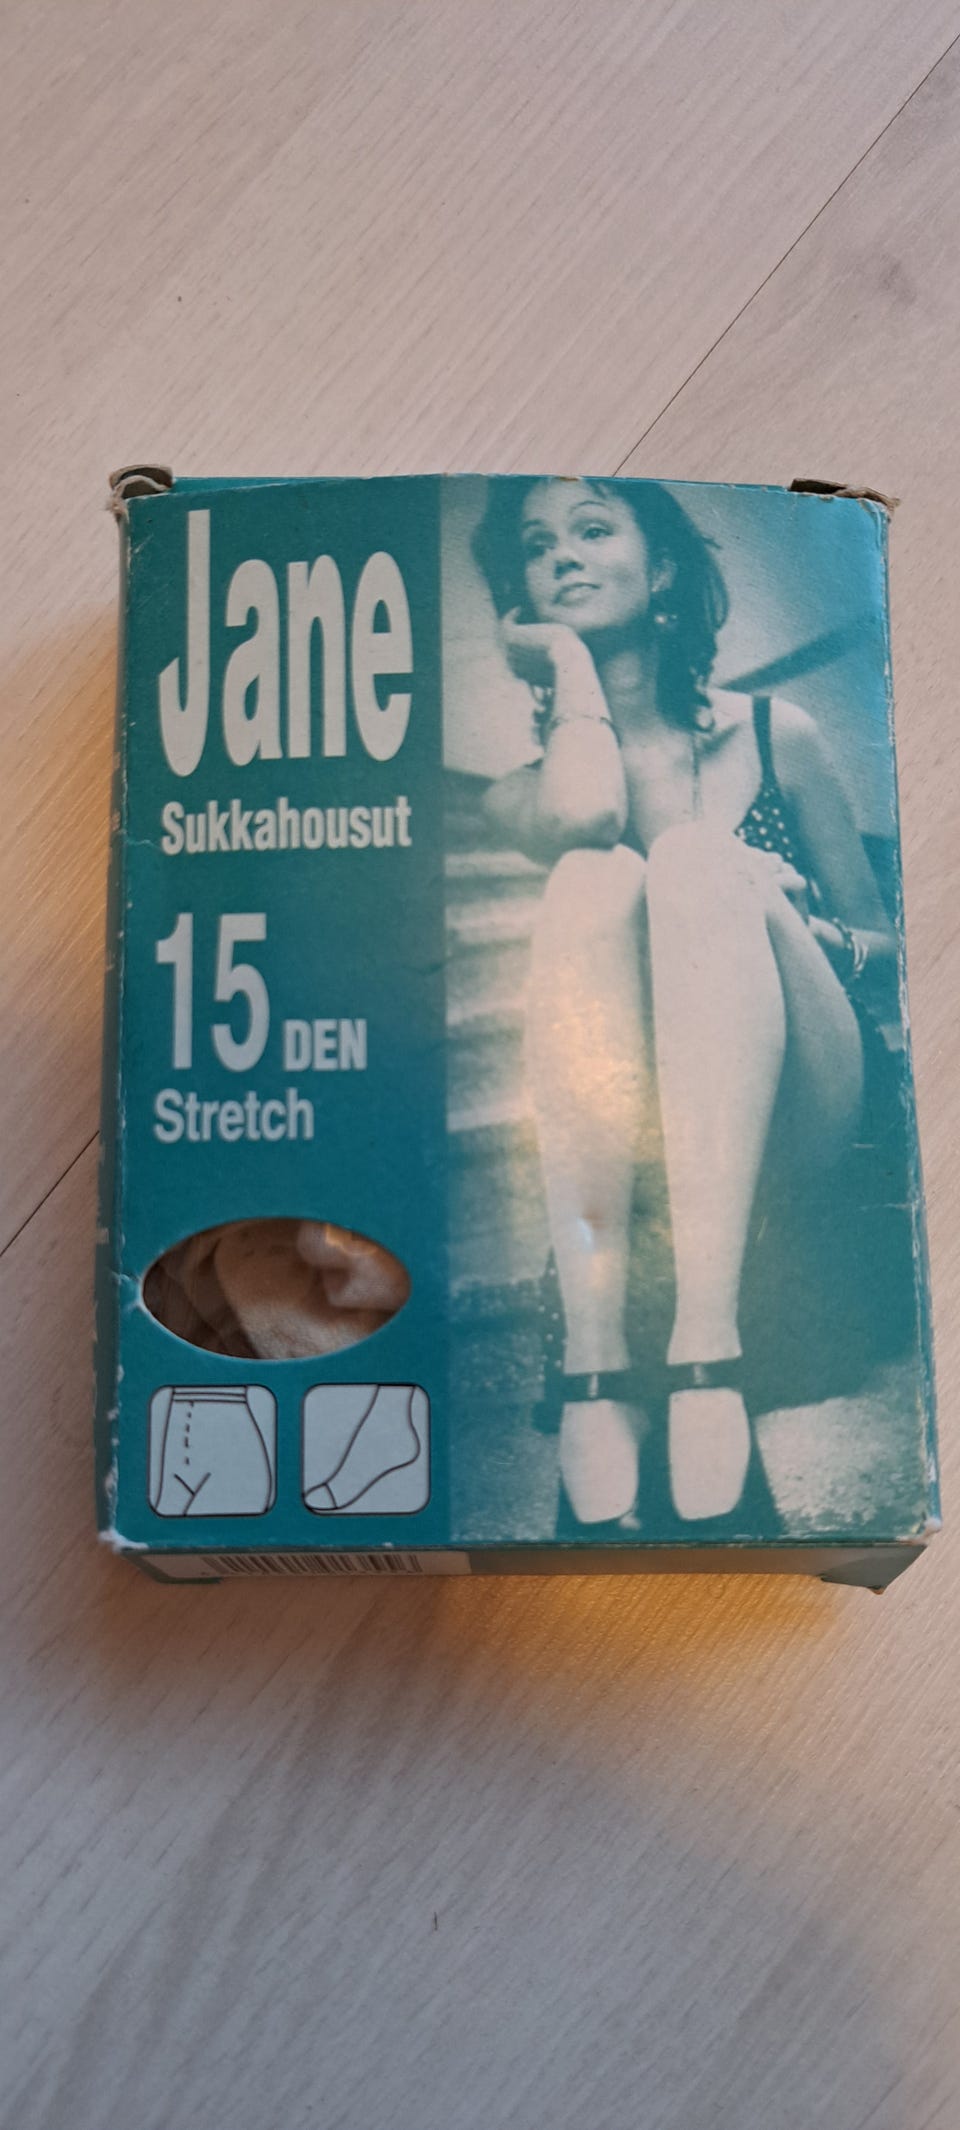 Jane
Sukkahousut
15 DEN
Stretch